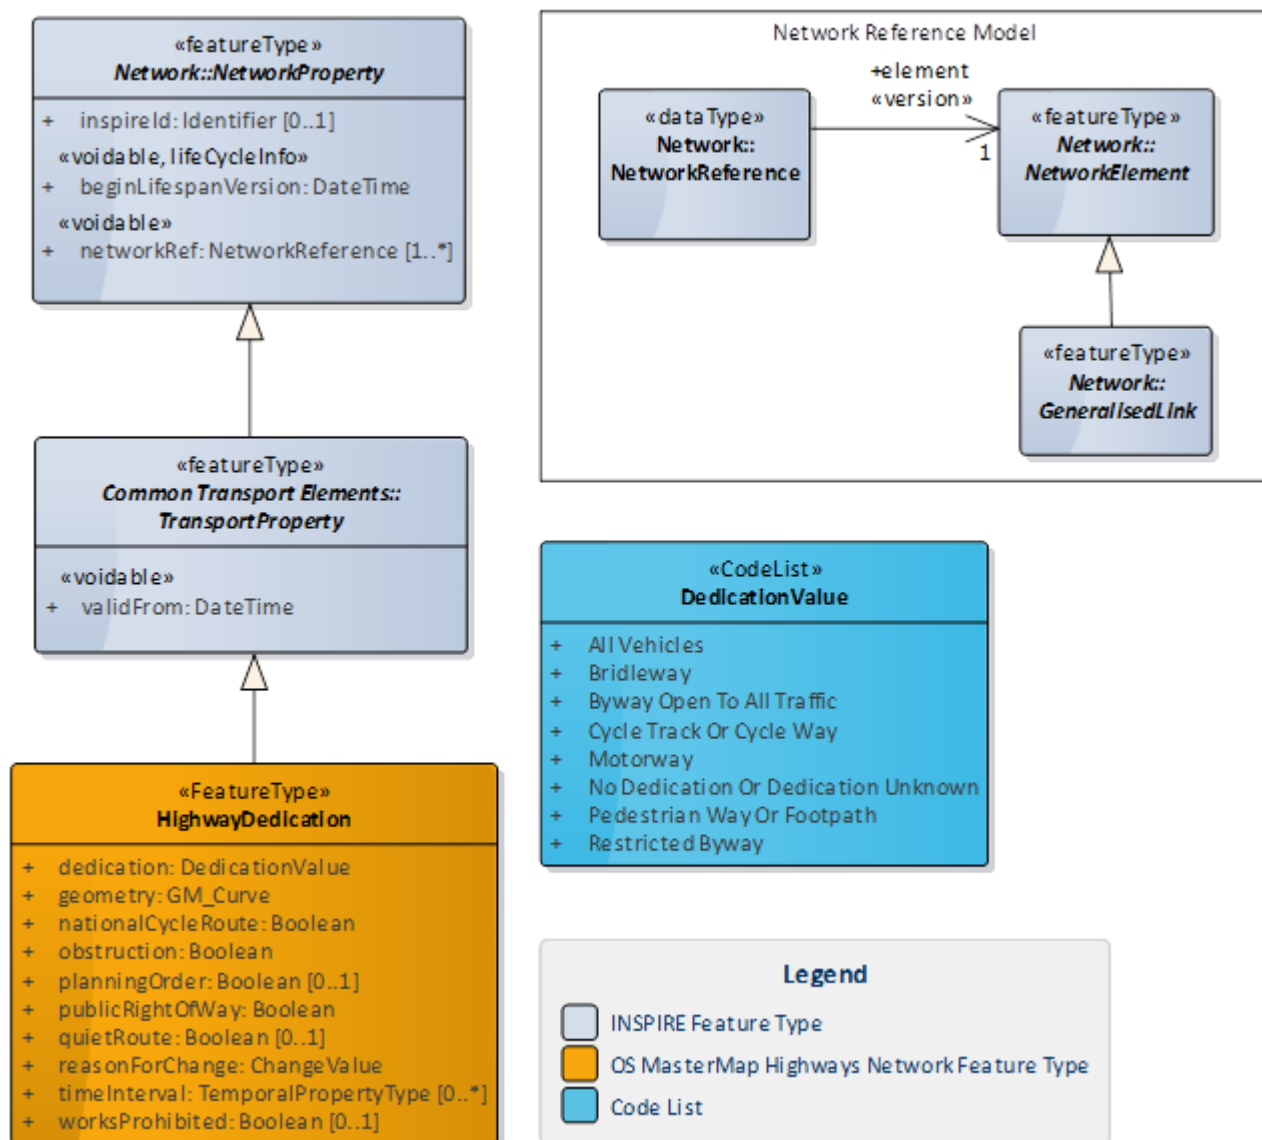 «featureType»
Network::NetworkProperty
+ inspireId: Identifier [0..1]
«voidable, lifeCycleInfo»
+ beginLifespanVersion: DateTime
«voidable»
+ networkRef: NetworkReference [1..*]
«featureType»
Common Transport Elements::
TransportProperty
«voidable»
+ validFrom: DateTime
«FeatureType»
HighwayDedication
+ dedication: DedicationValue
+ geometry: GM_Curve
+ nationalCycleRoute: Boolean
+ obstruction: Boolean
+ planningOrder: Boolean [0..1]
+ publicRightOfWay: Boolean
+ quietRoute: Boolean [0..1]
+ reasonForChange: ChangeValue
+ timeInterval: TemporalPropertyType [0..*]
+ worksProhibited: Boolean [0..1]
Network Reference Model
+element
«version»
1
«dataType»
Network::
NetworkReference
«featureType»
Network::
NetworkElement
«featureType»
Network::
GeneralisedLink
«CodeList»
DedicationValue
+ All Vehicles
+ Bridleway
+ Byway Open To All Traffic
+ Cycle Track Or Cycle Way
+ Motorway
+ No Dedication Or Dedication Unknown
+ Pedestrian Way Or Footpath
+ Restricted Byway
Legend
INSPIRE Feature Type
OS MasterMap Highways Network Feature Type
Code List